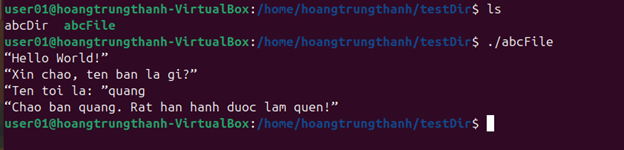 user01@hoangtrungthanh-VirtualBox:/home/hoangtrungthanh/testDir$ ls
abcDir  abcFile
user01@hoangtrungthanh-VirtualBox:/home/hoangtrungthanh/testDir$ ./abcFile
“Hello World!”
“Xin chao, ten ban la gi?”
“Ten toi la: ”quang
“Chao ban quang. Rat han hanh duoc lam quen!”
user01@hoangtrungthanh-VirtualBox:/home/hoangtrungthanh/testDir$